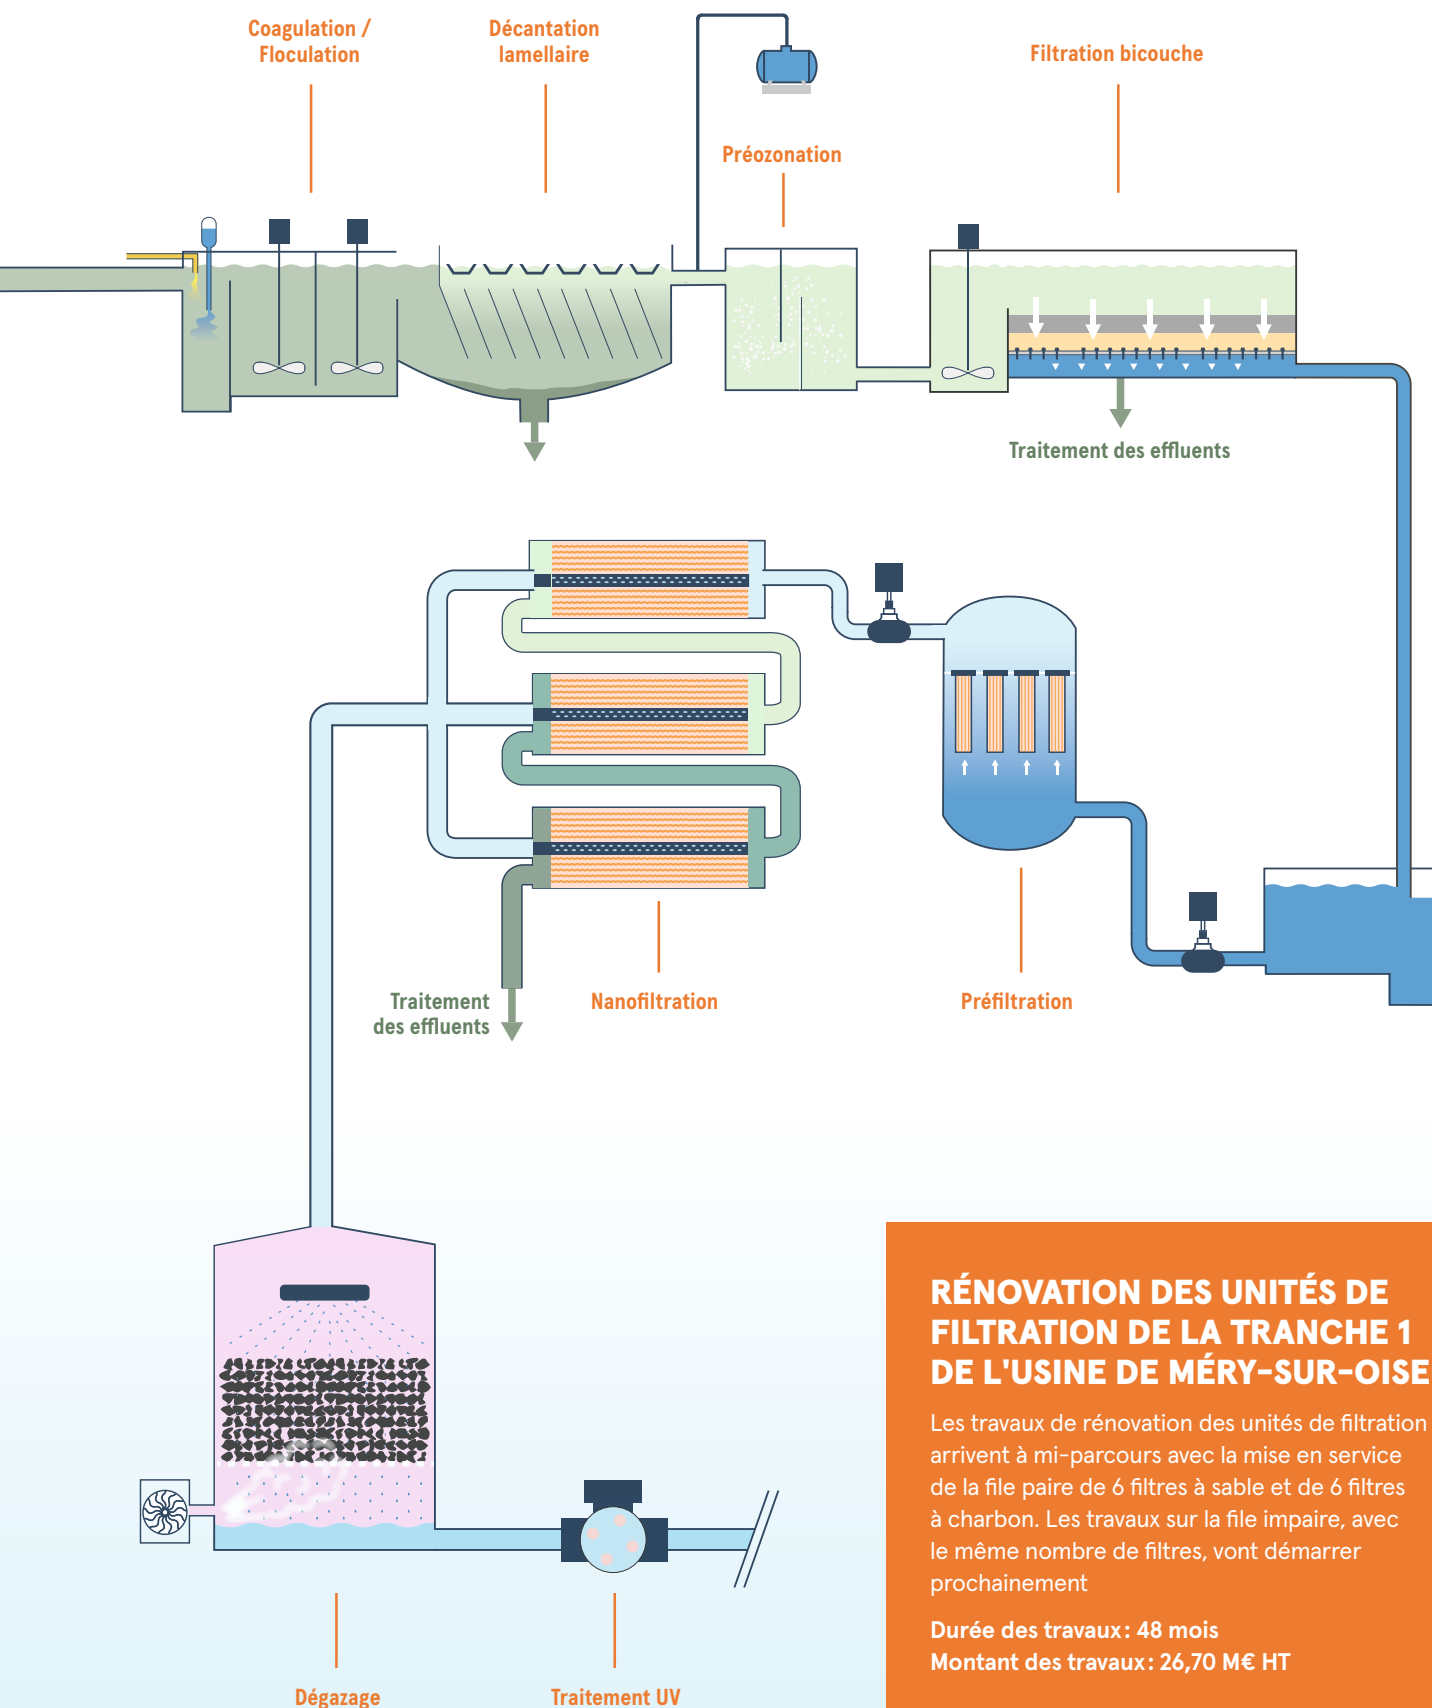 Coagulation /
Floculation
Décantation
lamellaire
Filtration bicouche
Préozonation
Traitement des effluents
Traitement
des effluents
Nanofiltration
Préfiltration
RÉNOVATION DES UNITÉS DE
FILTRATION DE LA TRANCHE 1
DE L'USINE DE MÉRY-SUR-OISE
Les travaux de rénovation des unités de filtration
arrivent à mi-parcours avec la mise en service
de la file paire de 6 filtres à sable et de 6 filtres
à charbon. Les travaux sur la file impaire, avec
le même nombre de filtres, vont démarrer
prochainement
Durée des travaux : 48 mois
Montant des travaux : 26,70 M€ HT
Dégazage
Traitement UV